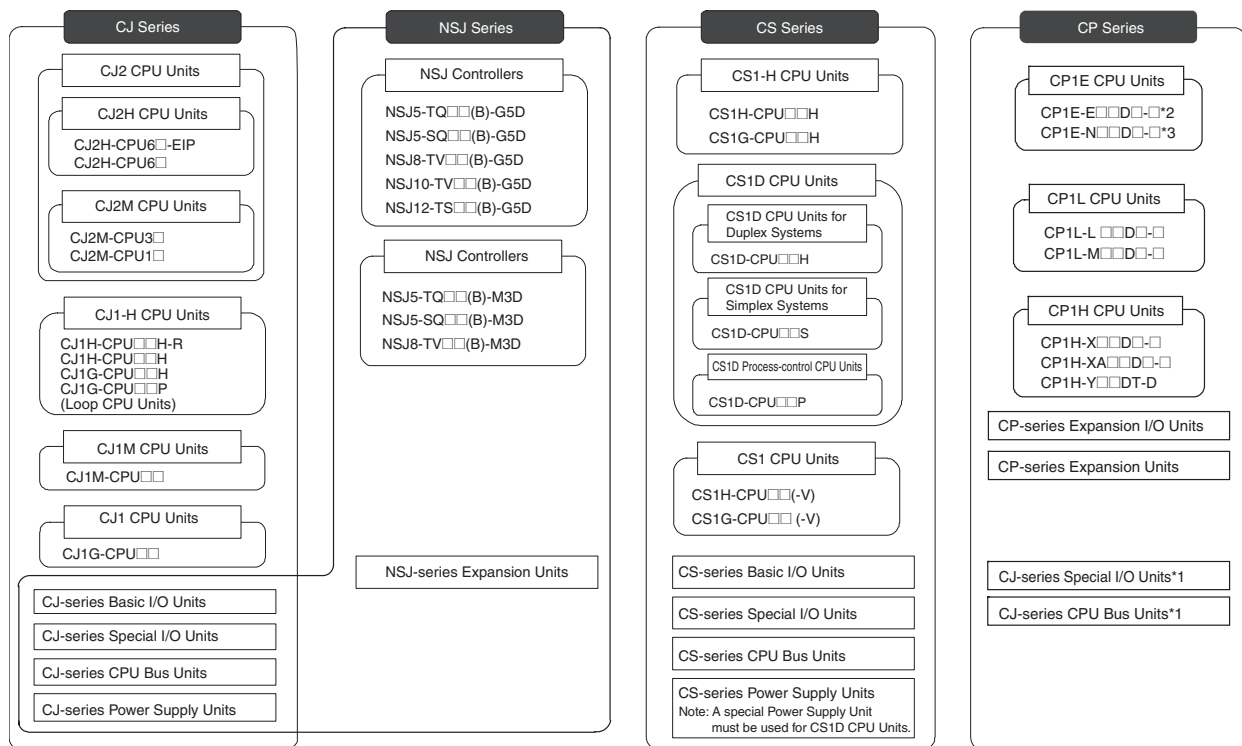 CJ Series
CJ2 CPU Units
CJ2H CPU Units
CJ2H-CPU6□-EIP
CJ2H-CPU6□
CJ2M CPU Units
CJ2M-CPU3□
CJ2M-CPU1□
CJ1-H CPU Units
CJ1H-CPU□□H-R
CJ1H-CPU□□H
CJ1G-CPU□□H
CJ1G-CPU□□P
(Loop CPU Units)
CJ1M CPU Units
CJ1M-CPU□□
CJ1 CPU Units
CJ1G-CPU□□
CJ-series Basic I/O Units
CJ-series Special I/O Units
CJ-series CPU Bus Units
CJ-series Power Supply Units
NSJ Series
NSJ Controllers
NSJ5-TQ□□(B)-G5D
NSJ5-SQ□□(B)-G5D
NSJ8-TV□□(B)-G5D
NSJ10-TV□□(B)-G5D
NSJ12-TS□□(B)-G5D
NSJ Controllers
NSJ5-TQ□□(B)-M3D
NSJ5-SQ□□(B)-M3D
NSJ8-TV□□(B)-M3D
NSJ-series Expansion Units
CS Series
CS1-H CPU Units
CS1H-CPU□□H
CS1G-CPU□□H
CS1D CPU Units
CS1D CPU Units for
Duplex Systems
CS1D-CPU□□H
CS1D CPU Units for
Simplex Systems
CS1D-CPU□□S
CS1D Process-control CPU Units
CS1D-CPU□□P
CS1 CPU Units
CS1H-CPU□□(-V)
CS1G-CPU□□ (-V)
CS-series Basic I/O Units
CS-series Special I/O Units
CS-series CPU Bus Units
CS-series Power Supply Units
Note: A special Power Supply Unit
must be used for CS1D CPU Units.
CP Series
CP1E CPU Units
CP1E-E□□D□-□*2
CP1E-N□□D□-□*3
CP1L CPU Units
CP1L-L □□D□-□
CP1L-M□□D□-□
CP1H CPU Units
CP1H-X□□D□-□
CP1H-XA□□D□-□
CP1H-Y□□DT-D
CP-series Expansion I/O Units
CP-series Expansion Units
CJ-series Special I/O Units*1
CJ-series CPU Bus Units*1